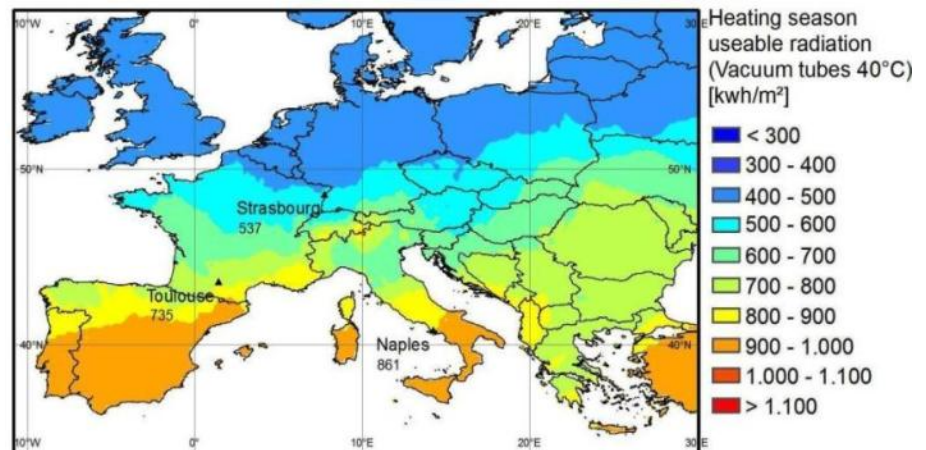 10°W
0°
10°E
20°E
30°E
Heating season
useable radiation
(Vacuum tubes 40°C)
[kwh/m²]
< 300
300 - 400
400 - 500
500 - 600
600 - 700
700 - 800
800 - 900
900 - 1.000
1.000 - 1.100
> 1.100
50°N
50°N
Strasbourg
537
Toulouse
735
Naples
861
40°N
40°N
10°W
0°
10°E
20°E
30°E